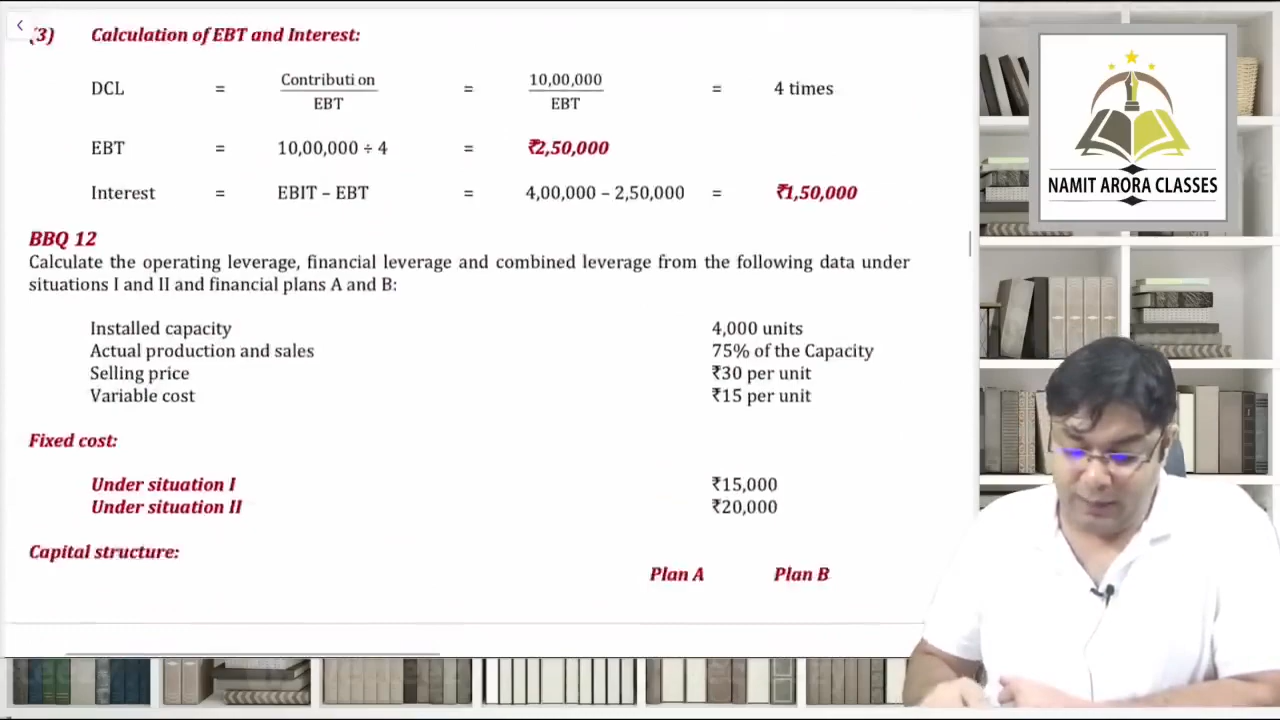 (3) Calculation of EBT and Interest:
DCL = Contribution / EBT = 10,00,000 / EBT = 4 times
EBT = 10,00,000 ÷ 4 = ₹2,50,000
Interest = EBIT – EBT = 4,00,000 – 2,50,000 = ₹1,50,000
BBQ 12
Calculate the operating leverage, financial leverage and combined leverage from the following data under
situations I and II and financial plans A and B:
Installed capacity 4,000 units
Actual production and sales 75% of the Capacity
Selling price ₹30 per unit
Variable cost ₹15 per unit
Fixed cost:
Under situation I ₹15,000
Under situation II ₹20,000
Capital structure:
Plan A Plan B
NAMIT ARORA CLASSES